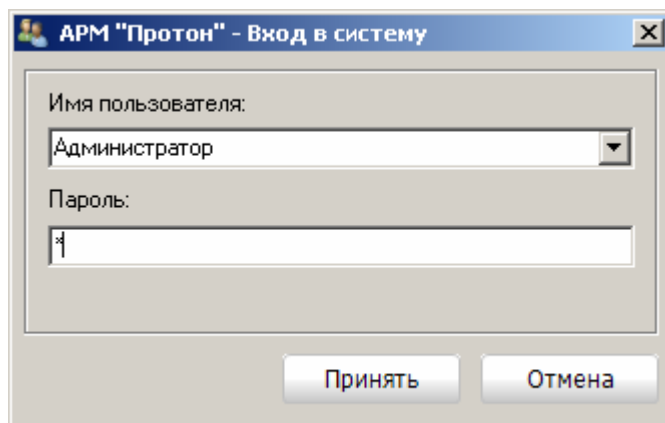 АРМ "Протон" - Вход в систему
Имя пользователя:
Администратор
Пароль:
*
Принять Отмена